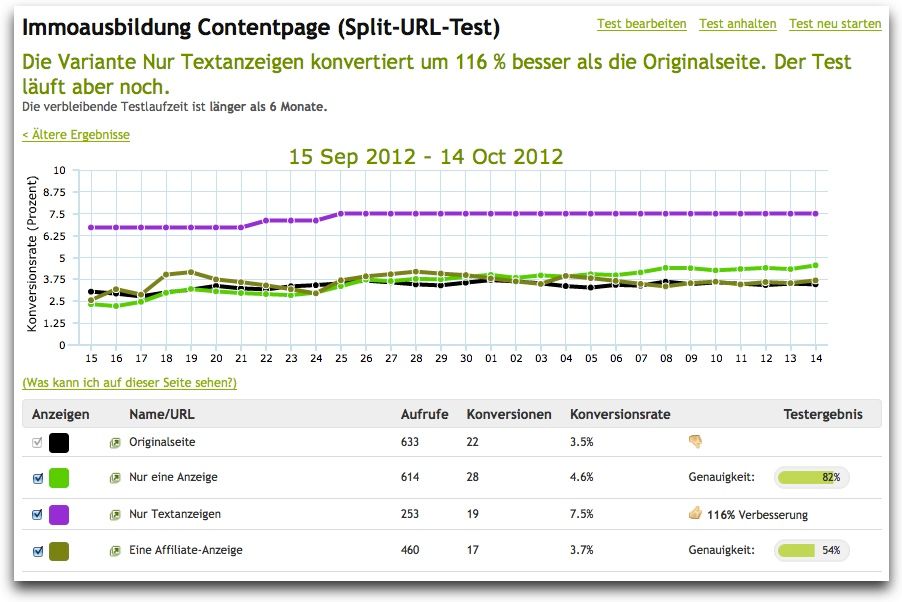 Immoausbildung Contentpage (Split-URL-Test)
Test bearbeiten Test anhalten Test neu starten
Die Variante Nur Textanzeigen konvertiert um 116 % besser als die Originalseite. Der Test
läuft aber noch.
Die verbleibende Testlaufzeit ist länger als 6 Monate.
< Ältere Ergebnisse
15 Sep 2012 - 14 Oct 2012
Konversionsrate (Prozent)
10
8.75
7.5
6.25
5
3.75
2.5
1.25
0
15 16 17 18 19 20 21 22 23 24 25 26 27 28 29 30 01 02 03 04 05 06 07 08 09 10 11 12 13 14
(Was kann ich auf dieser Seite sehen?)
Anzeigen Name/URL Aufrufe Konversionen Konversionsrate Testergebnis
Originalseite 633 22 3.5%
Nur eine Anzeige 614 28 4.6% Genauigkeit: 82%
Nur Textanzeigen 253 19 7.5% 116% Verbesserung
Eine Affiliate-Anzeige 460 17 3.7% Genauigkeit: 54%